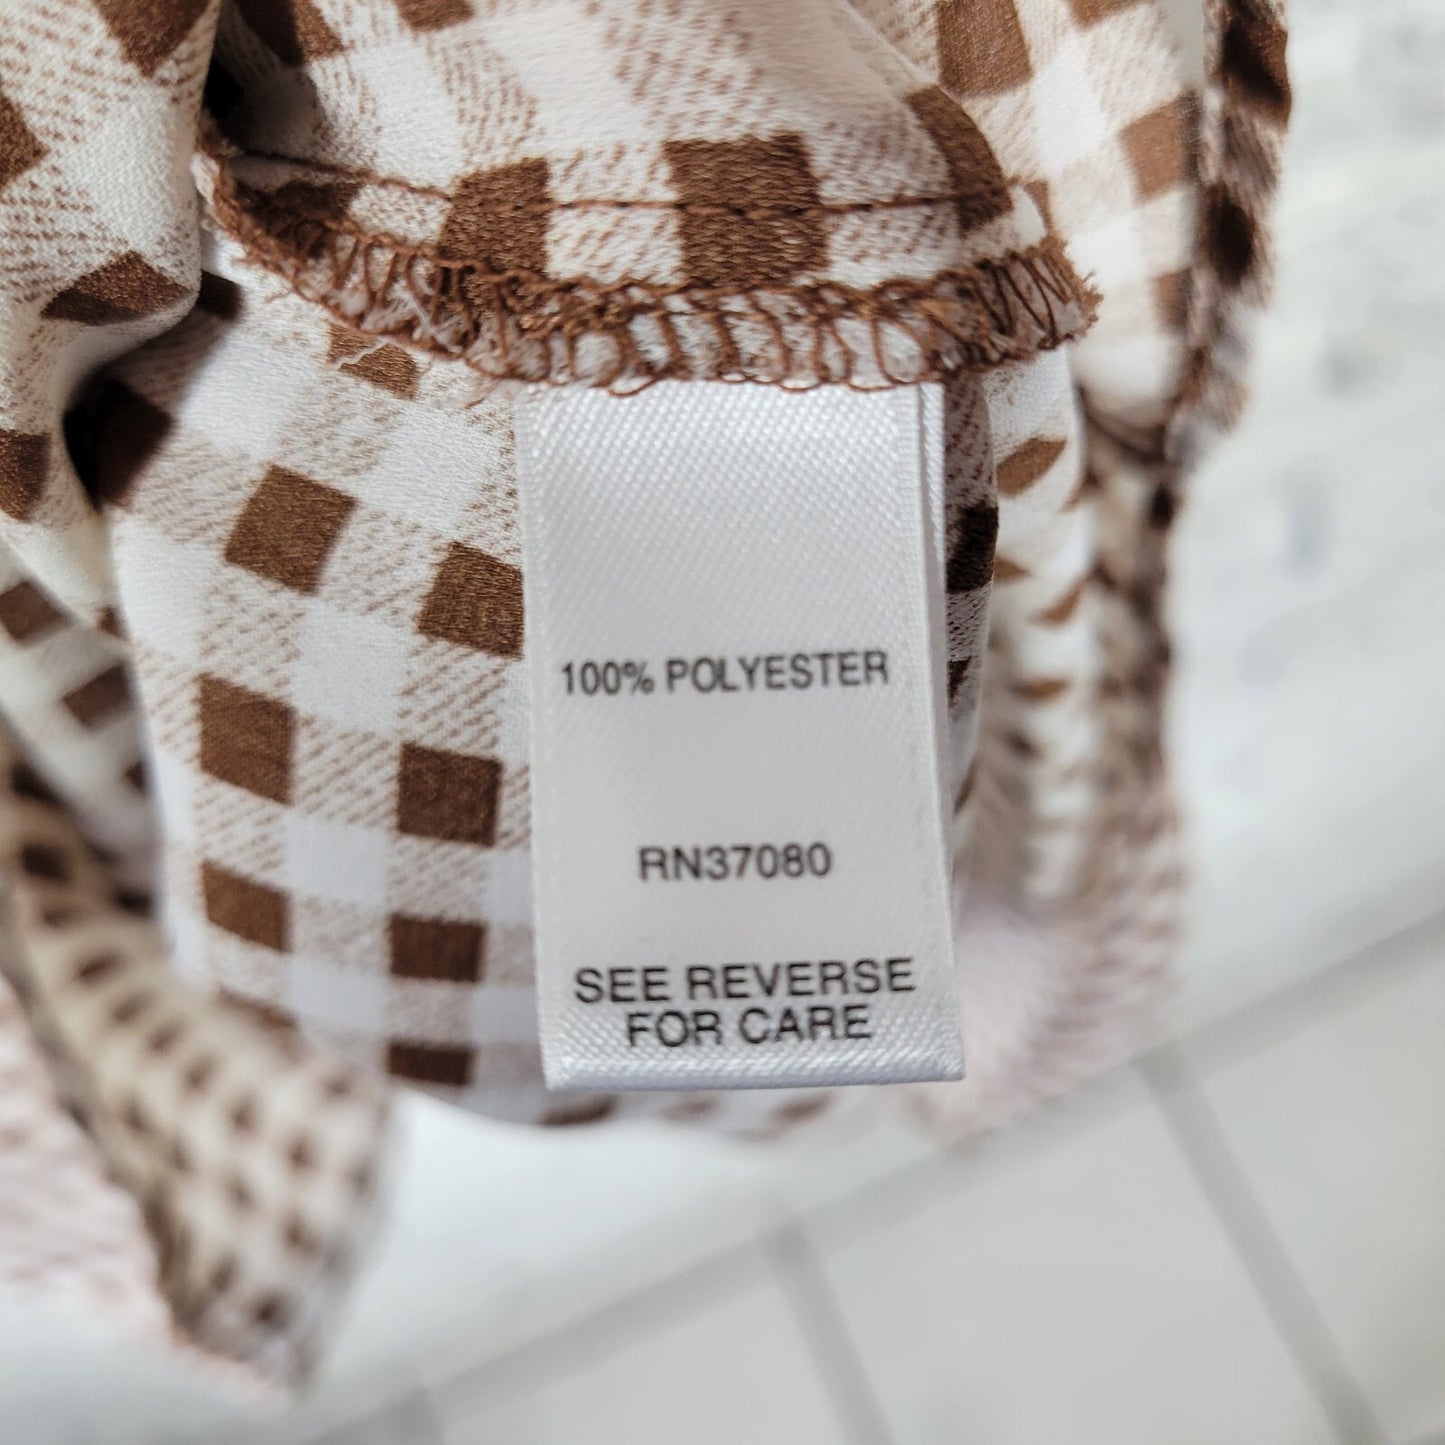 100% POLYESTER
RN37080
SEE REVERSE
FOR CARE